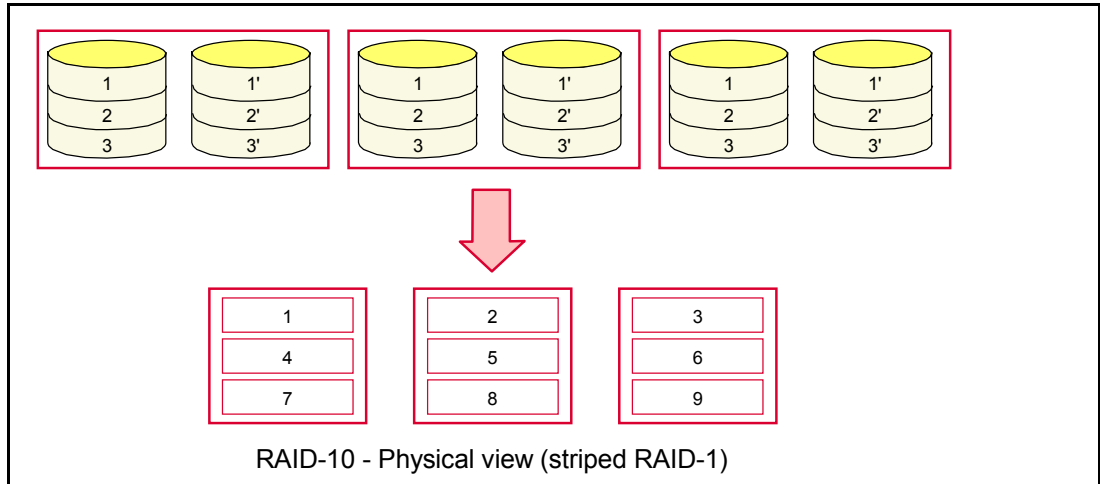 1 1' 1 1' 1 1'
2 2' 2 2' 2 2'
3 3' 3 3' 3 3'
1 2 3
4 5 6
7 8 9
RAID-10 - Physical view (striped RAID-1)